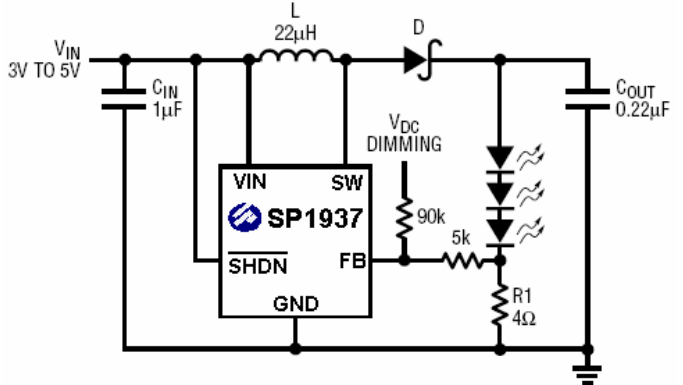 L
22µH
D
VIN
3V TO 5V
CIN
1µF
COUT
0.22µF
VDC
DIMMING
VIN
SW
SP1937
90k
5k
SHDN
FB
GND
R1
4Ω